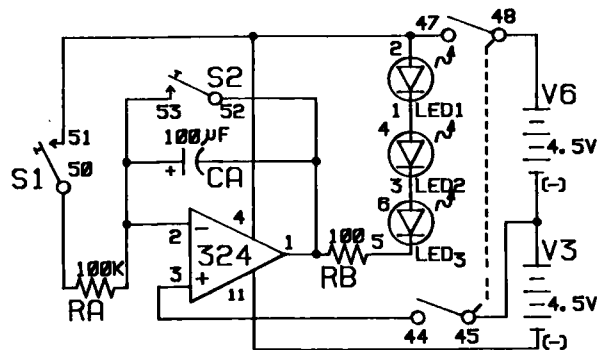 47
48
2
S2
V6
53
52
1
LED1
51
100µF
4
4.5V
50
+
CA
S1
3
LED2
(-)
4
6
2
-
324
1
100
5
V3
100K
3
+
RB
LED3
RA
11
4.5V
44
45
(-)